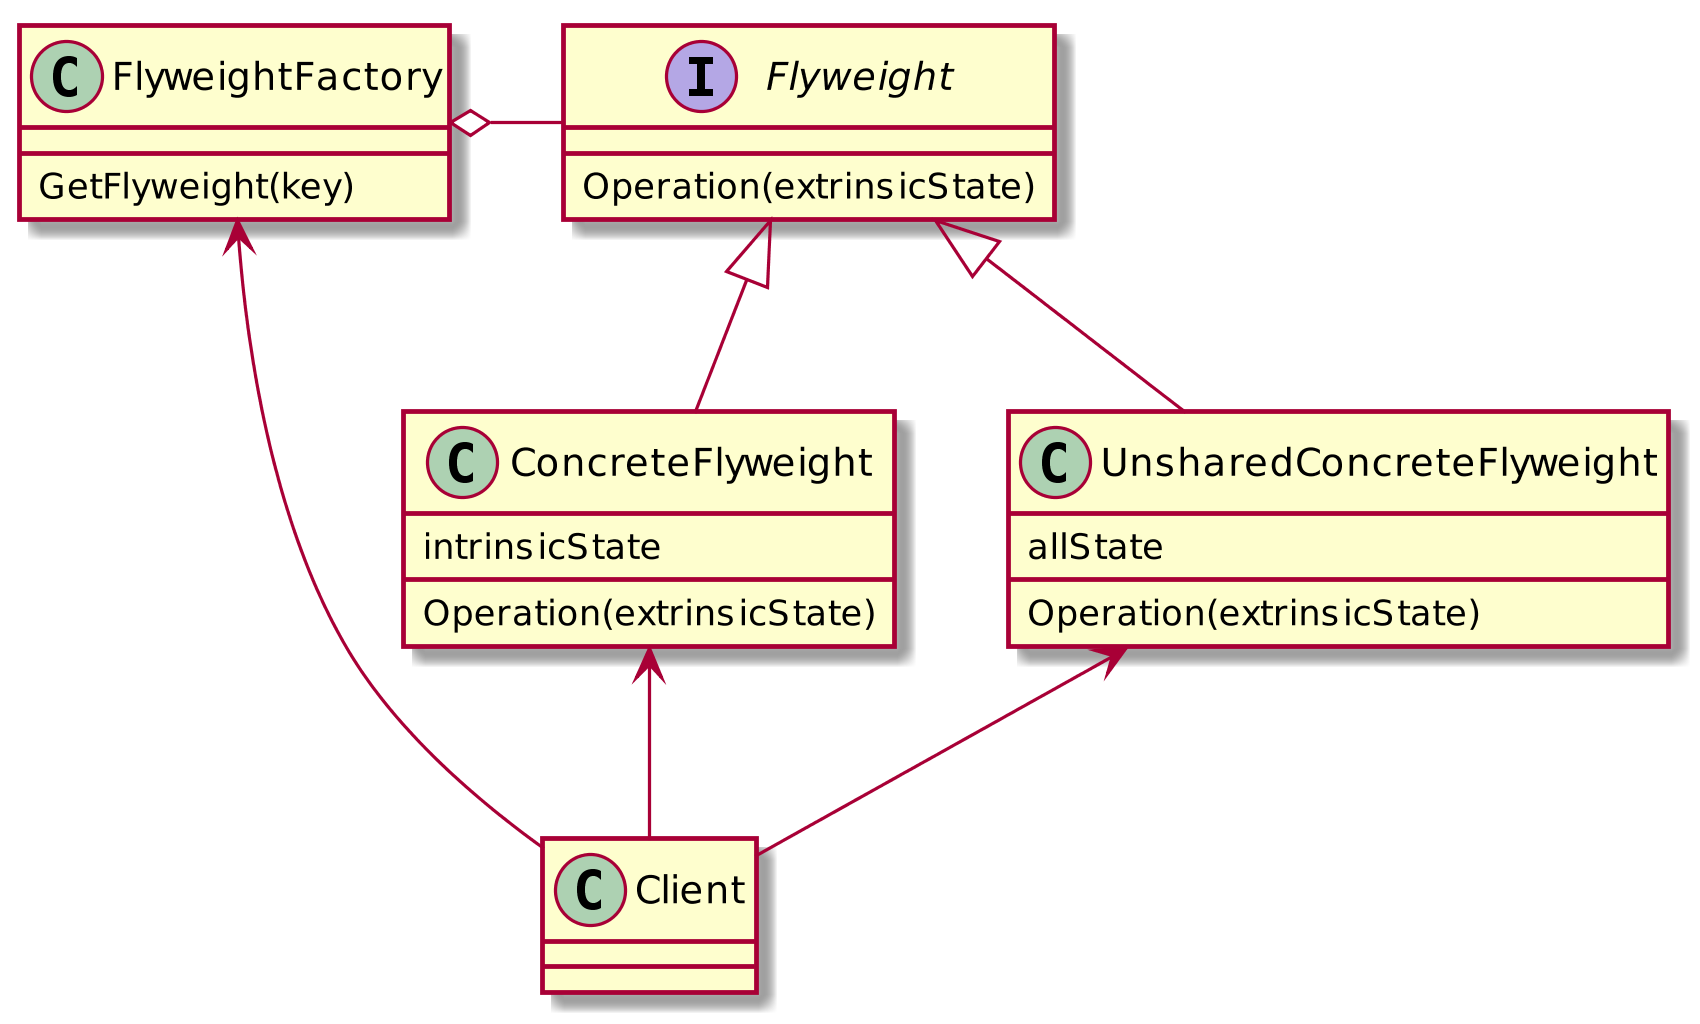 C FlyweightFactory
GetFlyweight(key)
I Flyweight
Operation(extrinsicState)
C ConcreteFlyweight
intrinsicState
Operation(extrinsicState)
C UnsharedConcreteFlyweight
allState
Operation(extrinsicState)
C Client